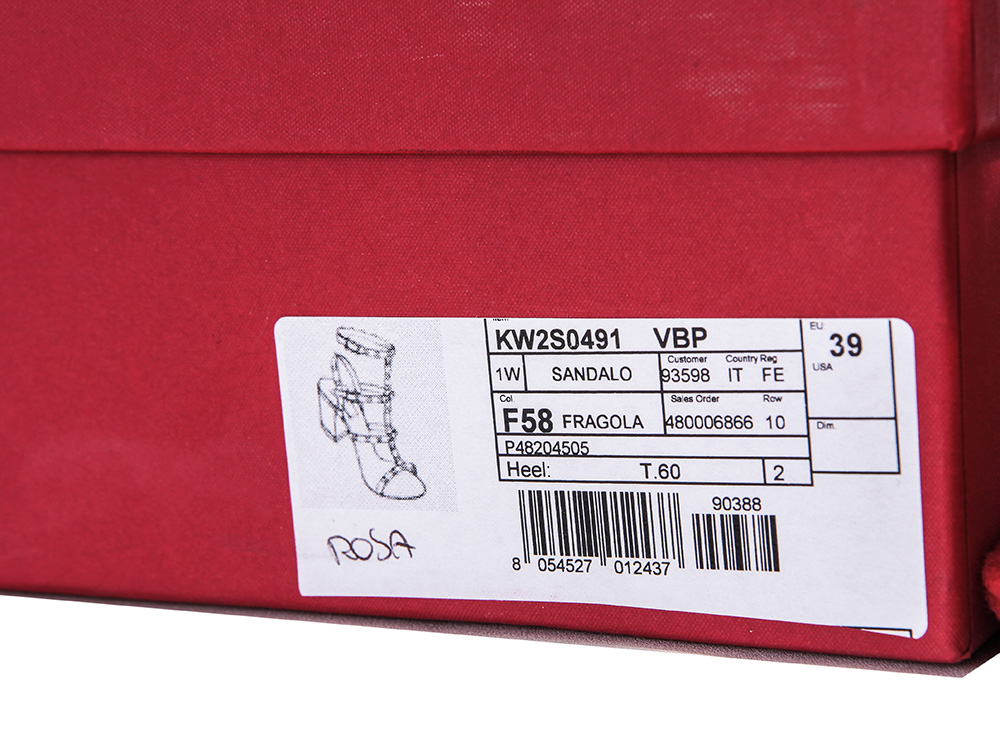 Item
KW2S0491 VBP
EU 39
USA
1W SANDALO
Customer Country Reg
93598 IT FE
Col
F58 FRAGOLA
Sales Order Row
480006866 10
Dim.
P48204505
Heel: T.60 2
90388
8 054527 012437
ROSA